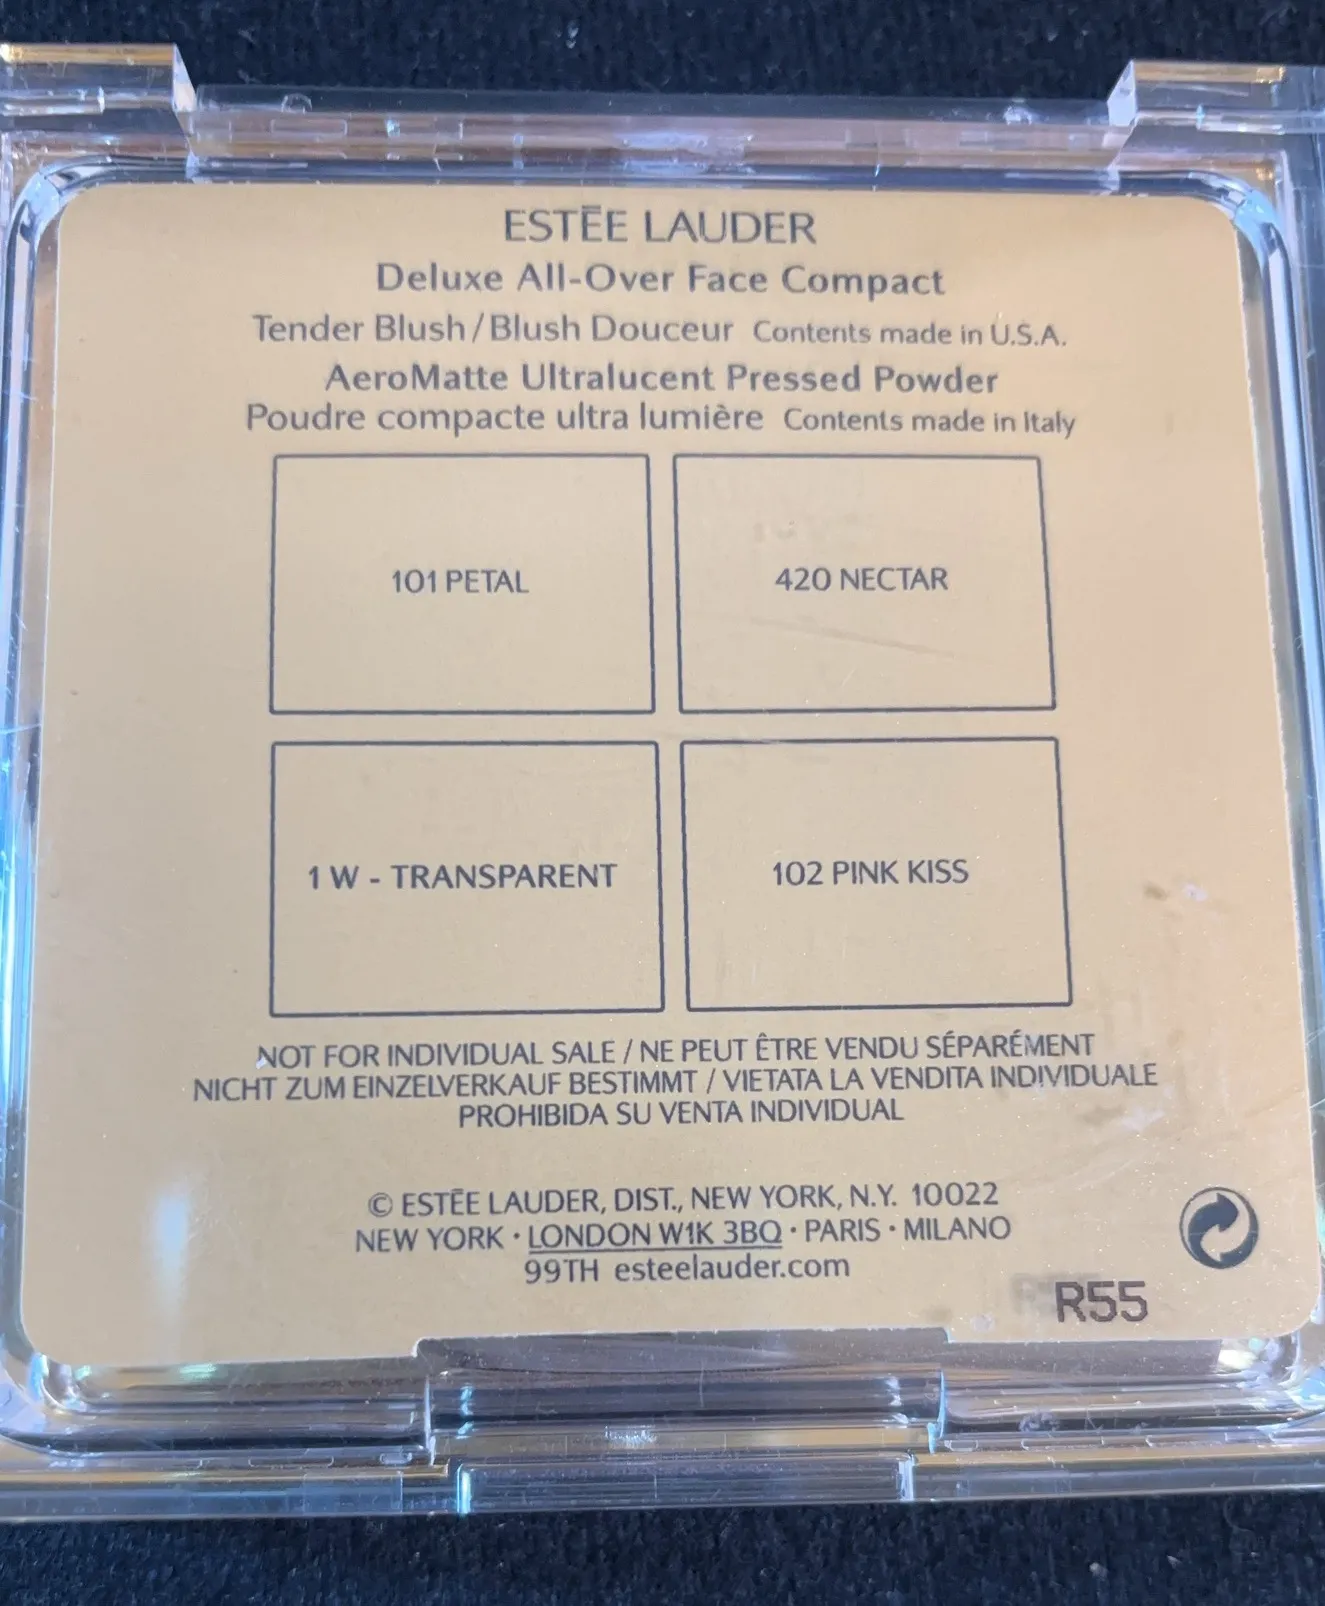 ESTĒE LAUDER
Deluxe All-Over Face Compact
Tender Blush/Blush Douceur Contents made in U.S.A.
AeroMatte Ultralucent Pressed Powder
Poudre compacte ultra lumière Contents made in Italy
101 PETAL
420 NECTAR
1 W - TRANSPARENT
102 PINK KISS
NOT FOR INDIVIDUAL SALE / NE PEUT ÊTRE VENDU SÉPARÉMENT
NICHT ZUM EINZELVERKAUF BESTIMMT / VIETATA LA VENDITA INDIVIDUALE
PROHIBIDA SU VENTA INDIVIDUAL
© ESTĒE LAUDER, DIST., NEW YORK, N.Y. 10022
NEW YORK · LONDON W1K 3BQ · PARIS · MILANO
99TH esteelauder.com
R55